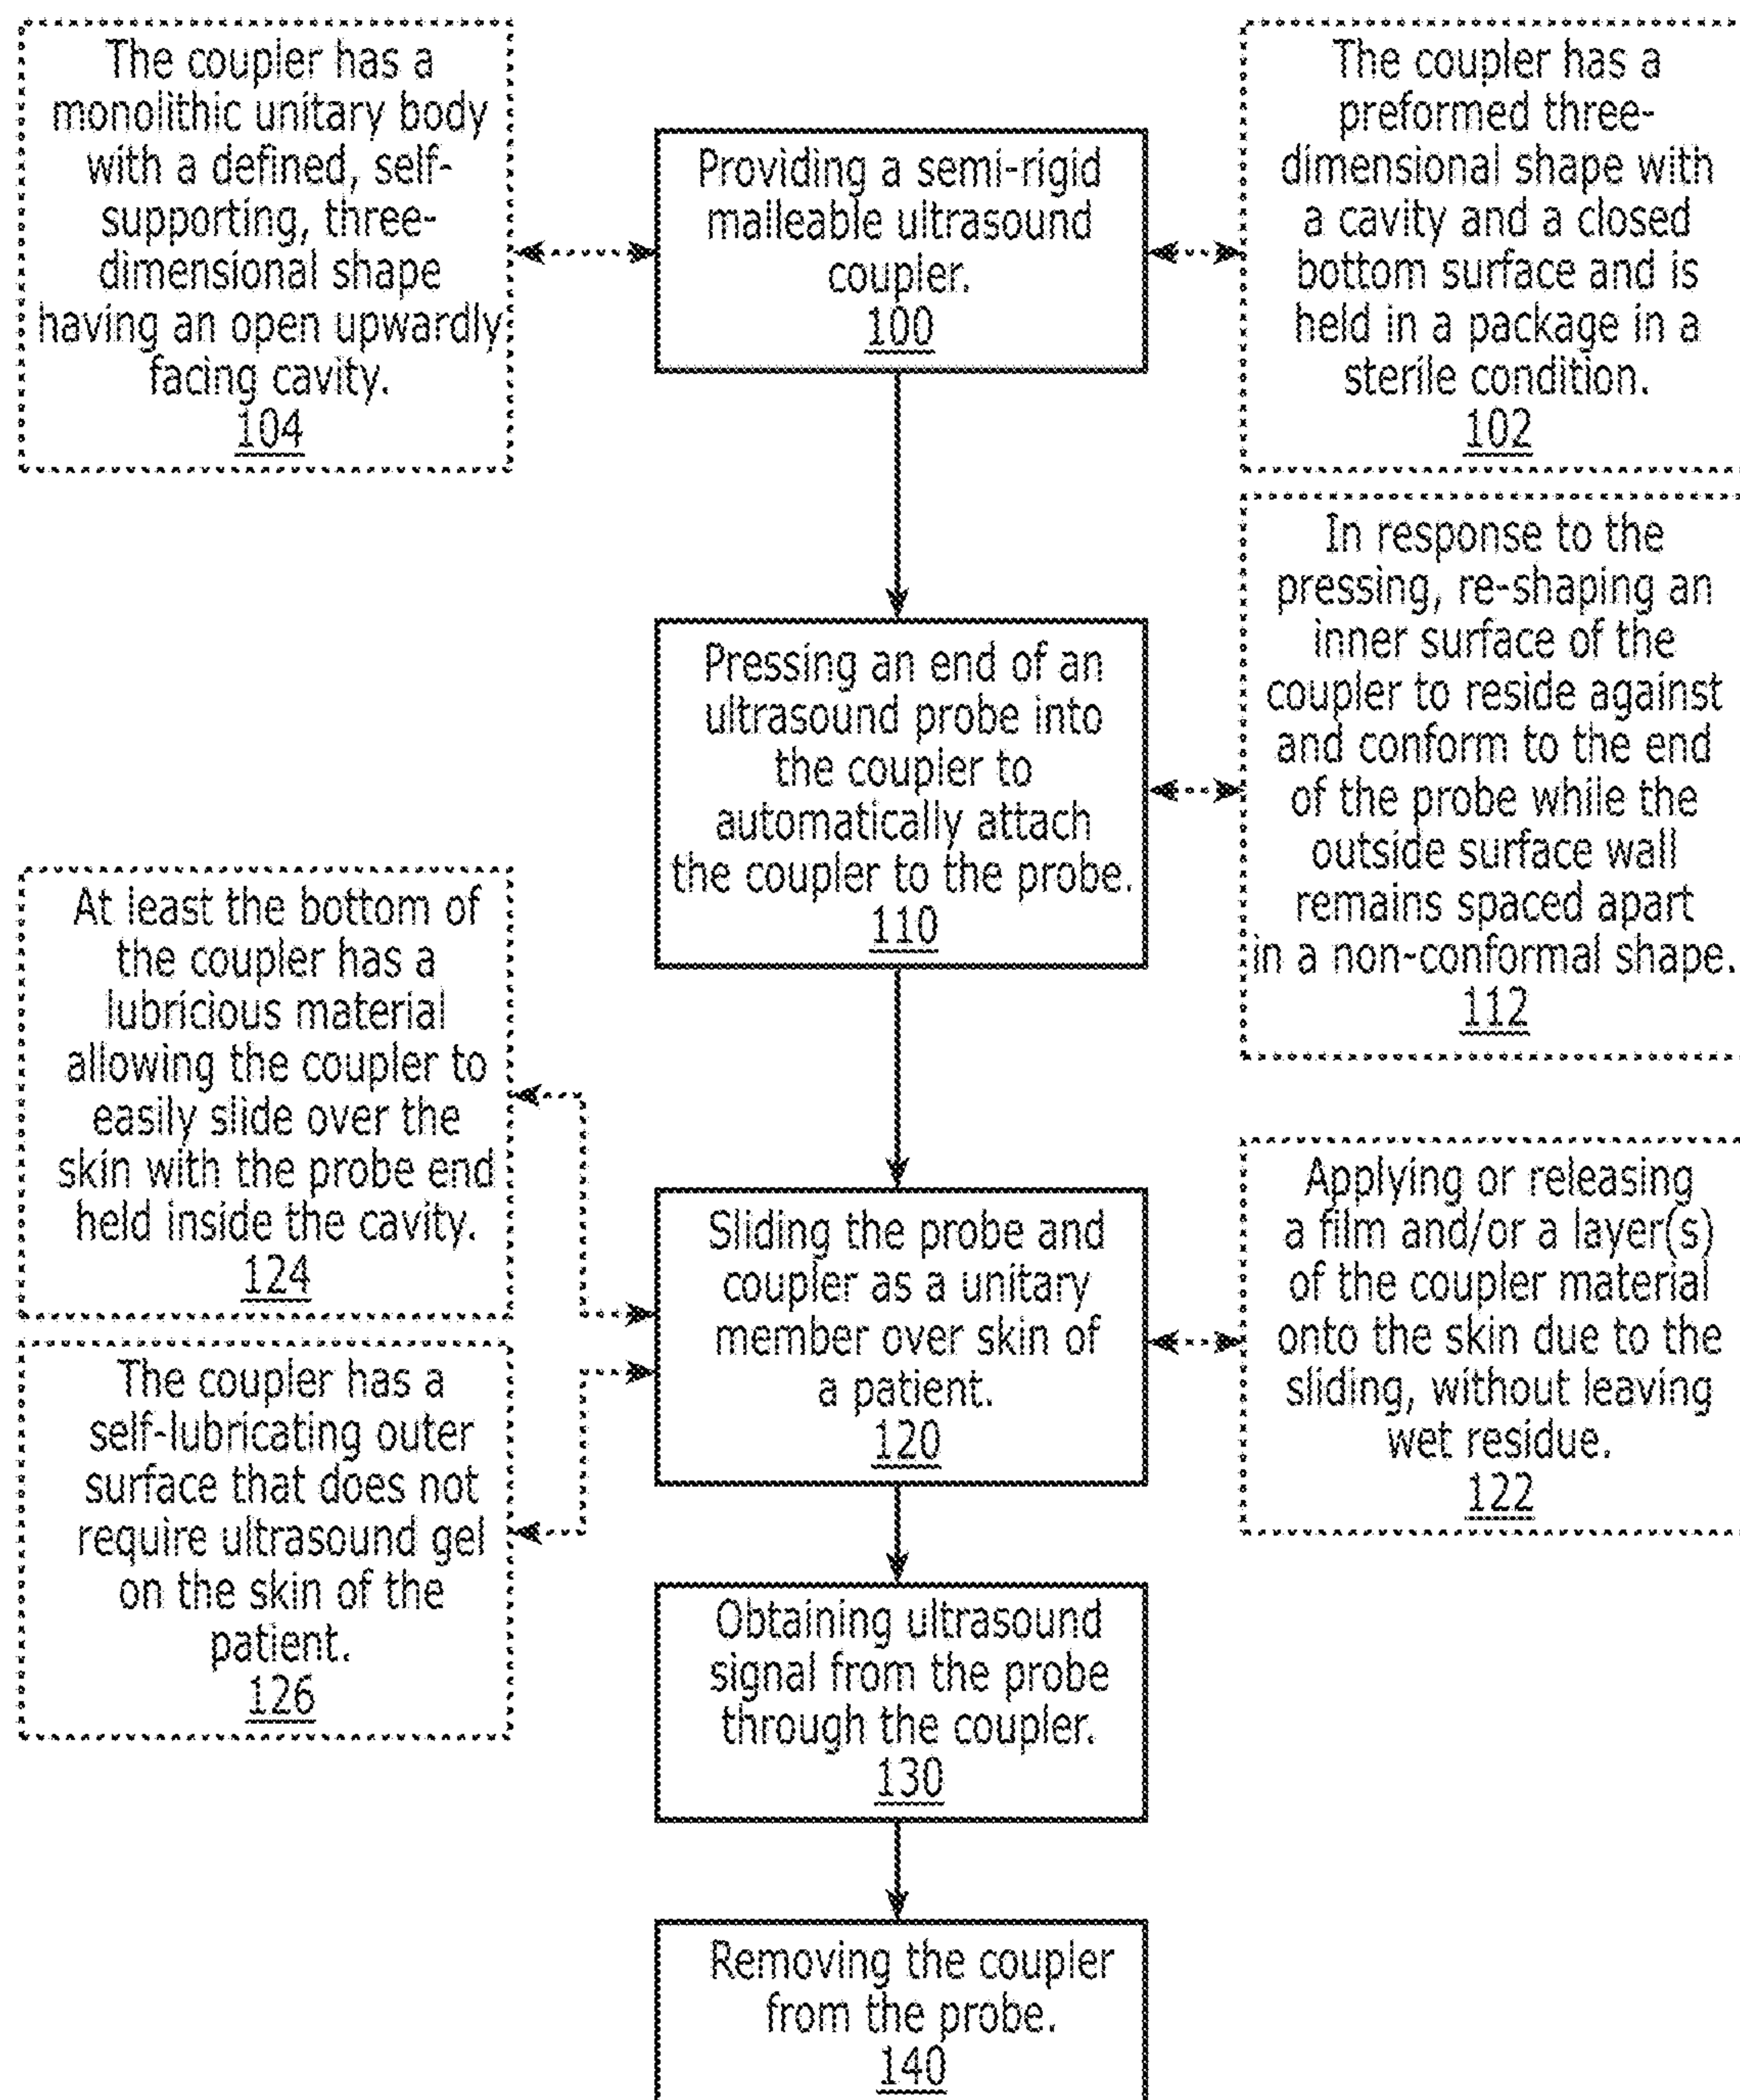 The coupler has a
monolithic unitary body
with a defined, self-
supporting, three-
dimensional shape
having an open upwardly
facing cavity.
104
Providing a semi-rigid
malleable ultrasound
coupler.
100
The coupler has a
preformed three-
dimensional shape with
a cavity and a closed
bottom surface and is
held in a package in a
sterile condition.
102
Pressing an end of an
ultrasound probe into
the coupler to
automatically attach
the coupler to the probe.
110
In response to the
pressing, re-shaping an
inner surface of the
coupler to reside against
and conform to the end
of the probe while the
outside surface wall
remains spaced apart
in a non-conformal shape.
112
At least the bottom of
the coupler has a
lubricious material
allowing the coupler to
easily slide over the
skin with the probe end
held inside the cavity.
124
Sliding the probe and
coupler as a unitary
member over skin of
a patient.
120
Applying or releasing
a film and/or a layer(s)
of the coupler material
onto the skin due to the
sliding, without leaving
wet residue.
122
The coupler has a
self-lubricating outer
surface that does not
require ultrasound gel
on the skin of the
patient.
126
Obtaining ultrasound
signal from the probe
through the coupler.
130
Removing the coupler
from the probe.
140